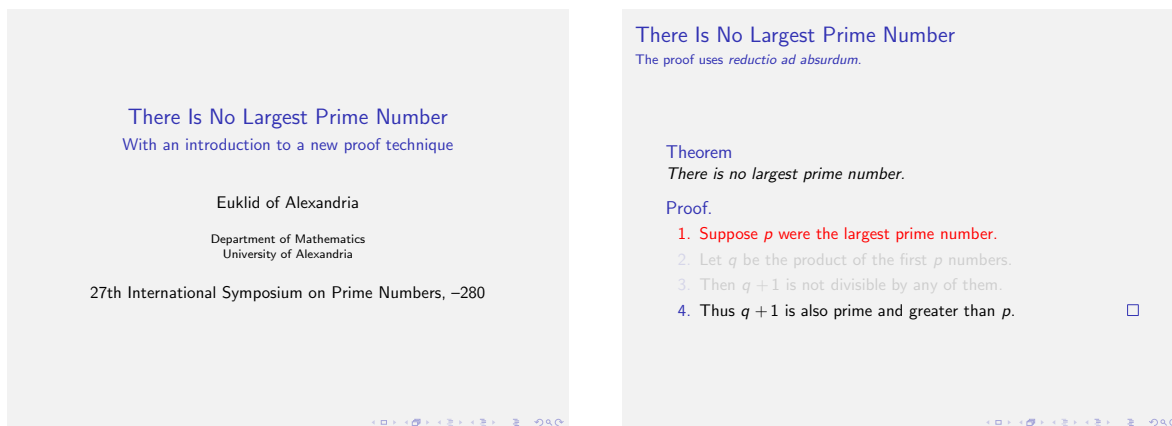 There Is No Largest Prime Number
With an introduction to a new proof technique
Euklid of Alexandria
Department of Mathematics
University of Alexandria
27th International Symposium on Prime Numbers, –280
There Is No Largest Prime Number
The proof uses reductio ad absurdum.
Theorem
There is no largest prime number.
Proof.
1. Suppose p were the largest prime number.
2. Let q be the product of the first p numbers.
3. Then q + 1 is not divisible by any of them.
4. Thus q + 1 is also prime and greater than p. □